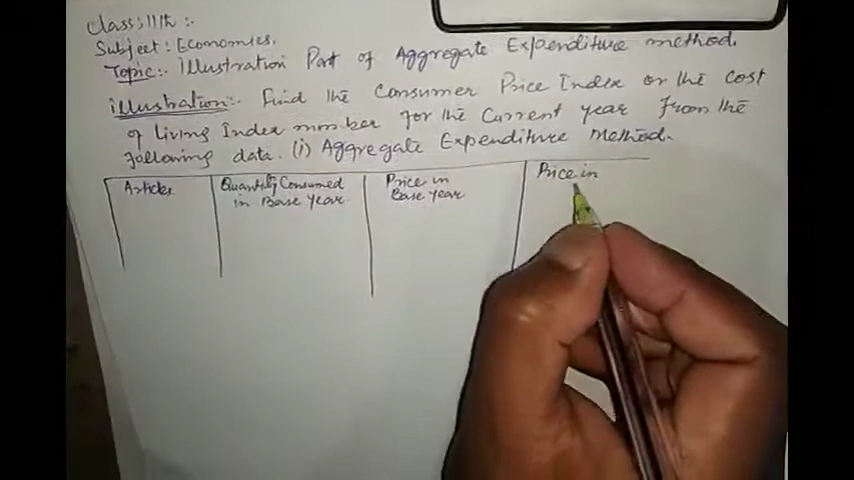 Class: 11th :-
Subject: Economics.
Topic:- Illustration Part of Aggregate Expenditure method.
illustration:- Find the Consumer Price Index or the cost
of living Index number for the Current year from the
following data. (i) Aggregate Expenditure Method.
Articles
Quantity Consumed
in Base Year
Price in
Base year
Price in